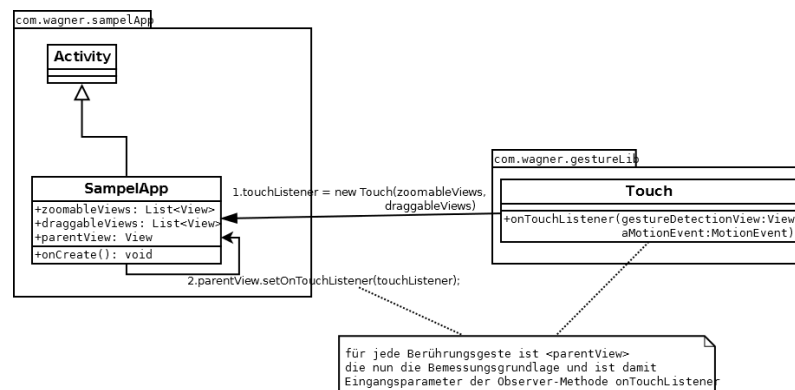 com.wagner.sampelApp
Activity
SampelApp
+zoomableViews: List<View>
+draggableViews: List<View>
+parentView: View
+onCreate(): void
1.touchListener = new Touch(zoomableViews,
draggableViews)
2.parentView.setOnTouchListener(touchListener);
com.wagner.gestureLib
Touch
+onTouchListener(gestureDetectionView:View
aMotionEvent:MotionEvent)
für jede Berührungsgeste ist <parentView>
die nun die Bemessungsgrundlage und ist damit
Eingangsparameter der Observer-Methode onTouchListener